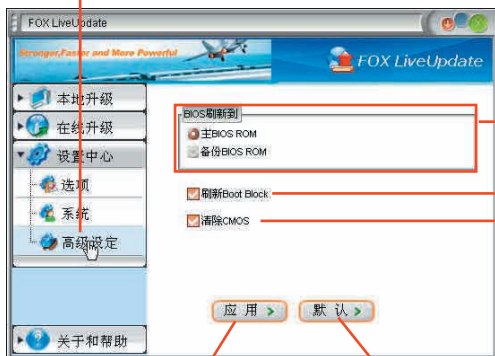 FOX LiveUpdate
Stronger,Faster and More Powerful
FOX LiveUpdate
本地升级
在线升级
设置中心
选项
系统
高级设定
关于和帮助
BIOS刷新到
主BIOS ROM
备份BIOS ROM
刷新Boot Block
清除CMOS
应用
默认